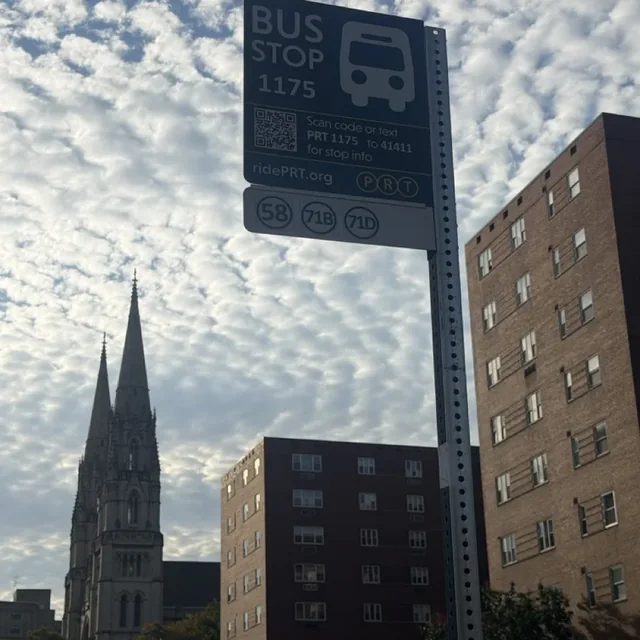 BUS
STOP
1175
Scan code or text
PRT 1175 to 41411
for stop info
ridePRT.org PRT
58 71B 71D